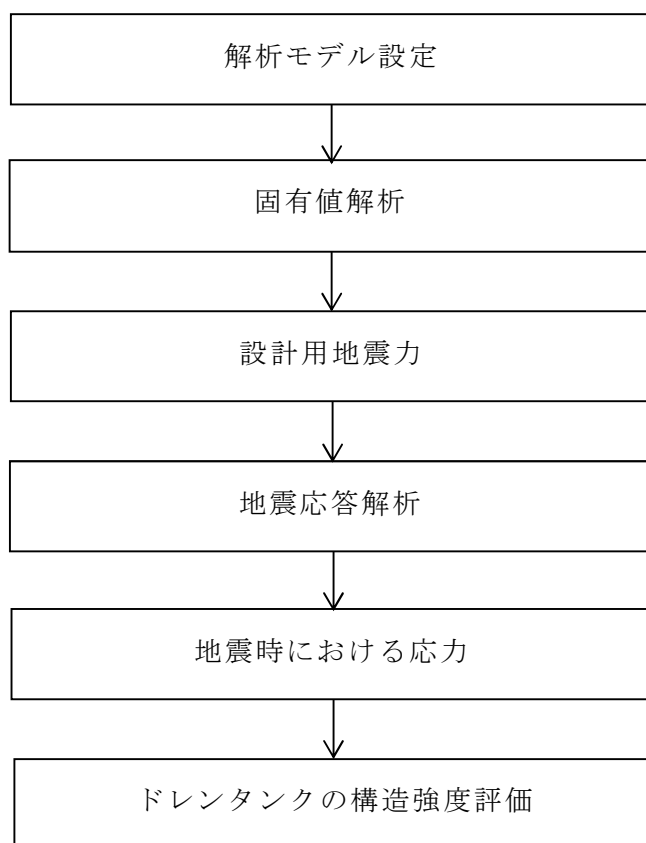 解析モデル設定
固有値解析
設計用地震力
地震応答解析
地震時における応力
ドレンタンクの構造強度評価